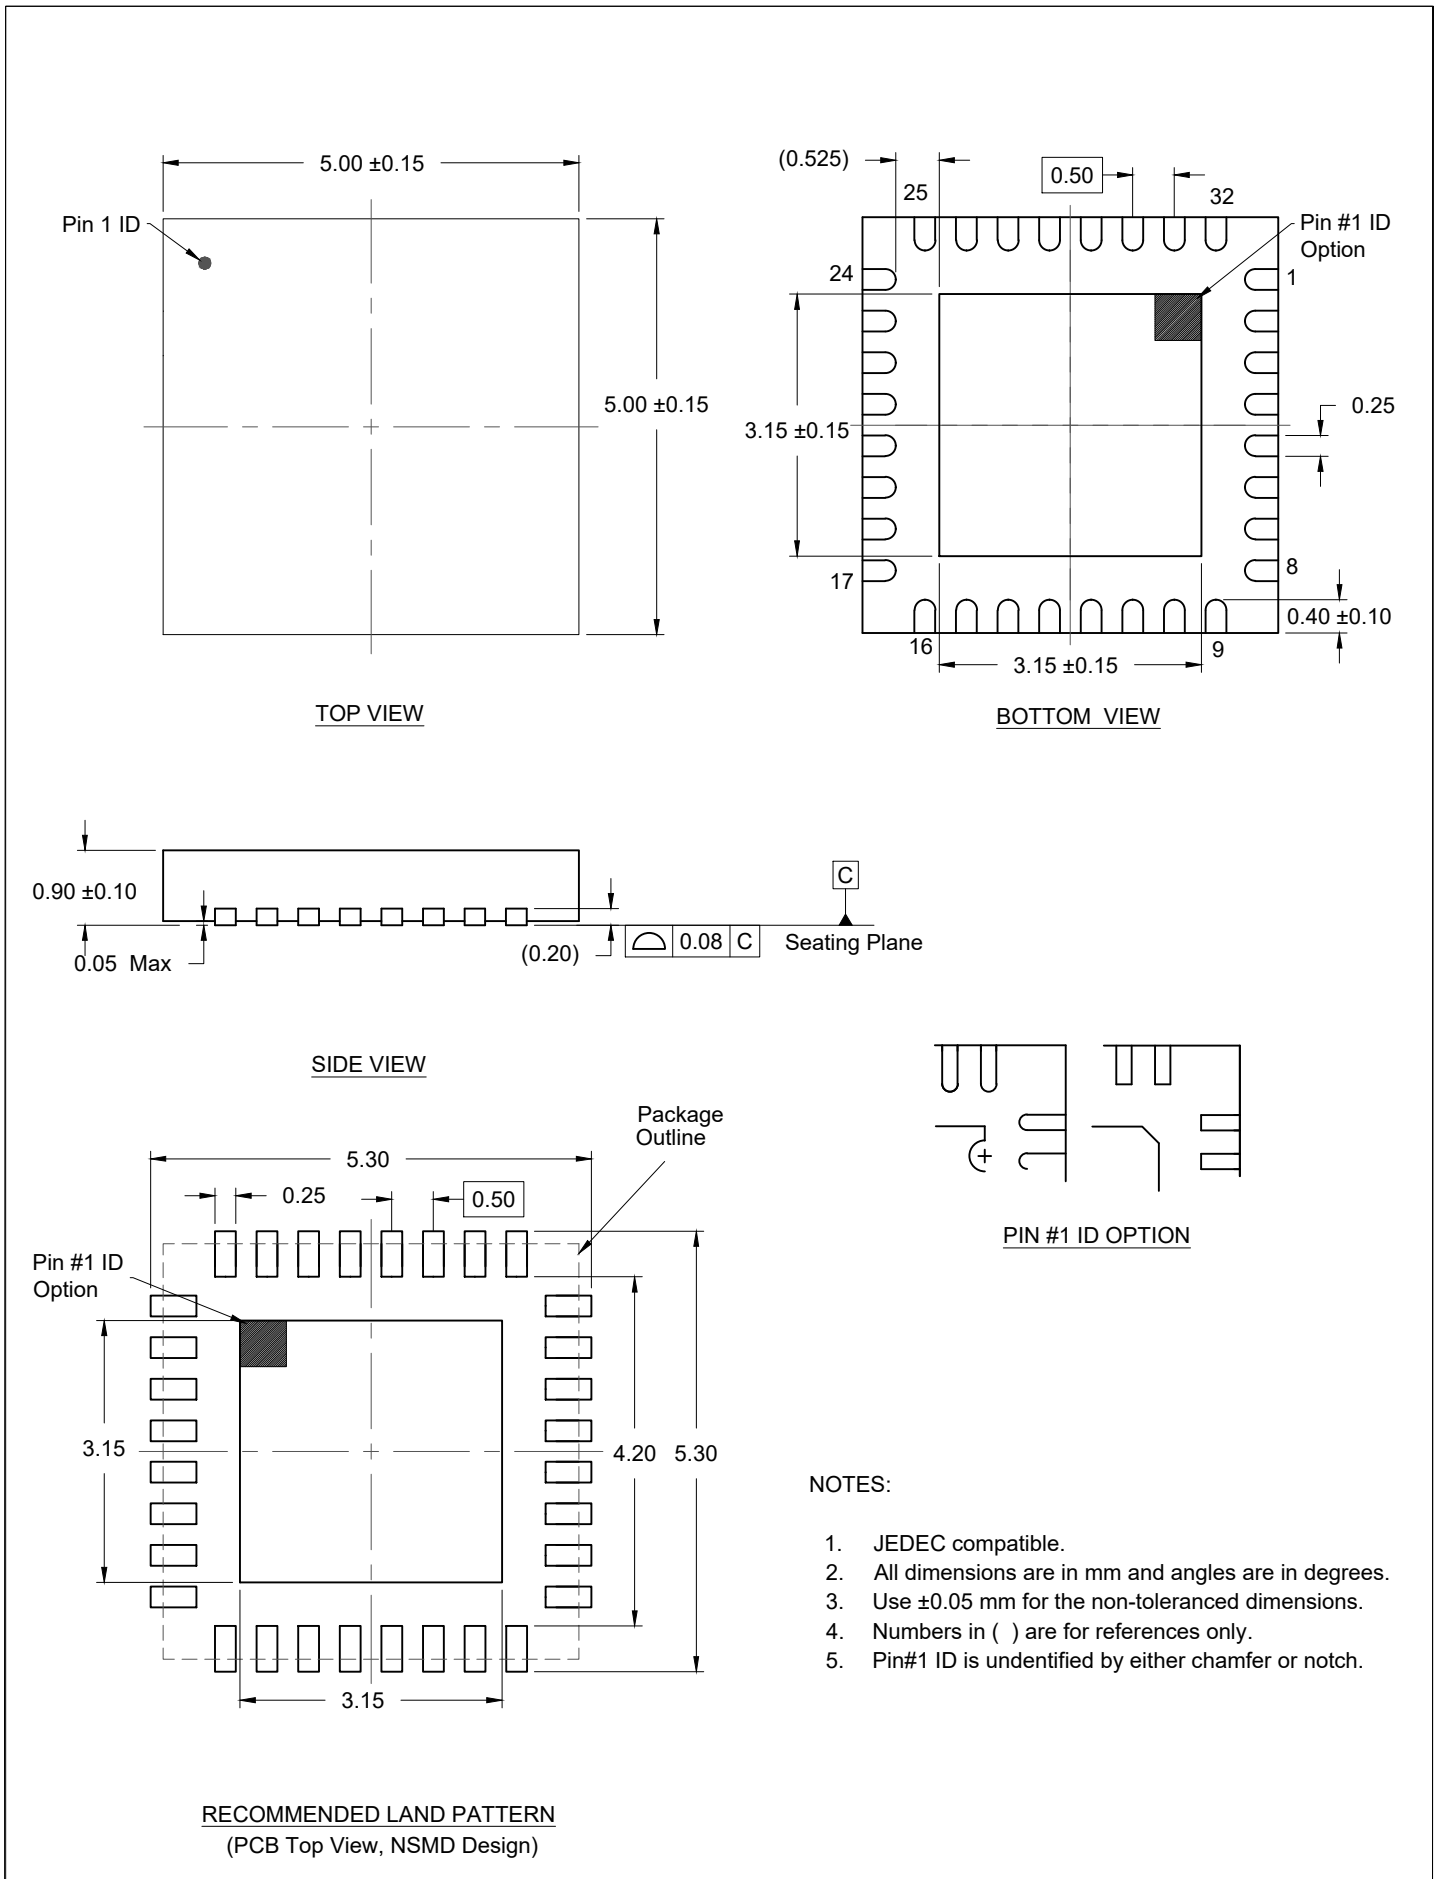 5.00 ±0.15
Pin 1 ID
5.00 ±0.15
TOP VIEW
(0.525)
0.50
25
32
Pin #1 ID
Option
24
1
3.15 ±0.15
0.25
17
8
0.40 ±0.10
16
9
3.15 ±0.15
BOTTOM VIEW
0.90 ±0.10
0.05 Max
(0.20)
0.08 C
C
Seating Plane
SIDE VIEW
PIN #1 ID OPTION
Package
Outline
5.30
0.25
0.50
Pin #1 ID
Option
3.15
4.20
5.30
3.15
RECOMMENDED LAND PATTERN
(PCB Top View, NSMD Design)
NOTES:
1. JEDEC compatible.
2. All dimensions are in mm and angles are in degrees.
3. Use ±0.05 mm for the non-toleranced dimensions.
4. Numbers in ( ) are for references only.
5. Pin#1 ID is undentified by either chamfer or notch.